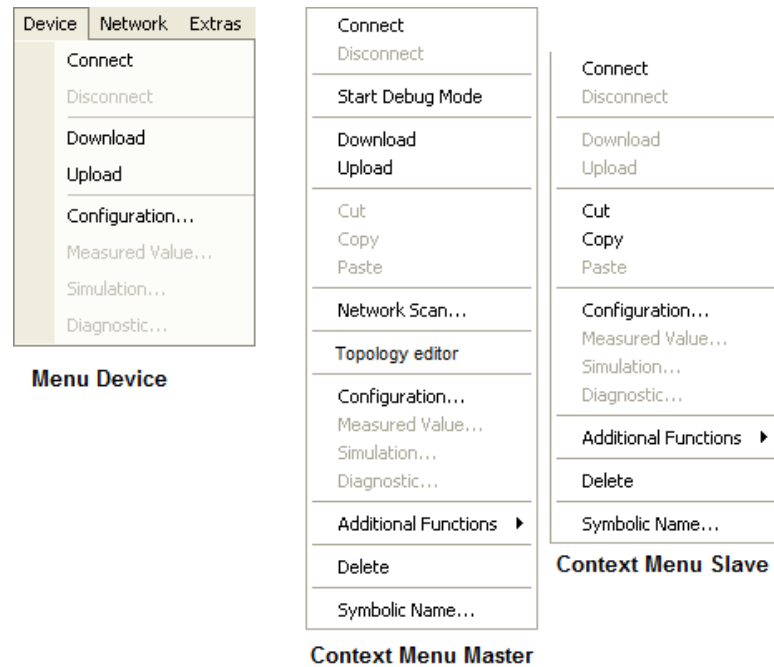 Device Network Extras
Connect
Disconnect
Download
Upload
Configuration...
Measured Value...
Simulation...
Diagnostic...
Menu Device
Connect
Disconnect
Start Debug Mode
Download
Upload
Cut
Copy
Paste
Network Scan...
Topology editor
Configuration...
Measured Value...
Simulation...
Diagnostic...
Additional Functions
Delete
Symbolic Name...
Context Menu Master
Connect
Disconnect
Download
Upload
Cut
Copy
Paste
Configuration...
Measured Value...
Simulation...
Diagnostic...
Additional Functions
Delete
Symbolic Name...
Context Menu Slave